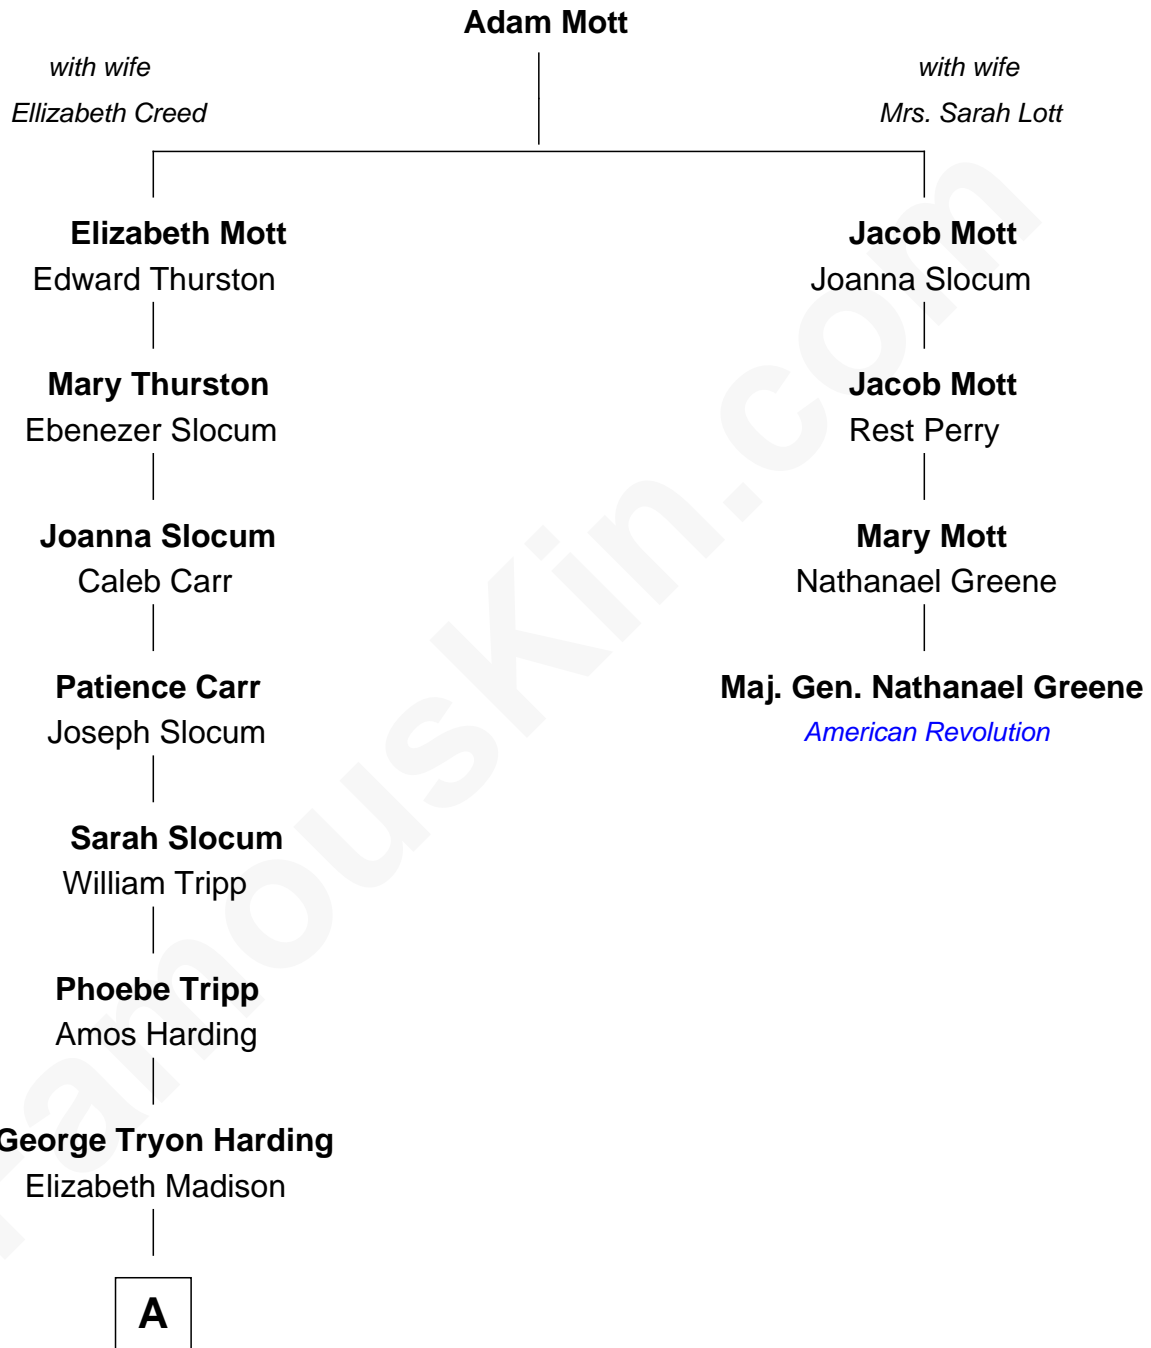 Adam Mott
with wife
Ellizabeth Creed
with wife
Mrs. Sarah Lott
Elizabeth Mott
Edward Thurston
Jacob Mott
Joanna Slocum
Mary Thurston
Ebenezer Slocum
Jacob Mott
Rest Perry
Joanna Slocum
Caleb Carr
Mary Mott
Nathanael Greene
Patience Carr
Joseph Slocum
Maj. Gen. Nathanael Greene
American Revolution
Sarah Slocum
William Tripp
Phoebe Tripp
Amos Harding
George Tryon Harding
Elizabeth Madison
A
FamousKin.com